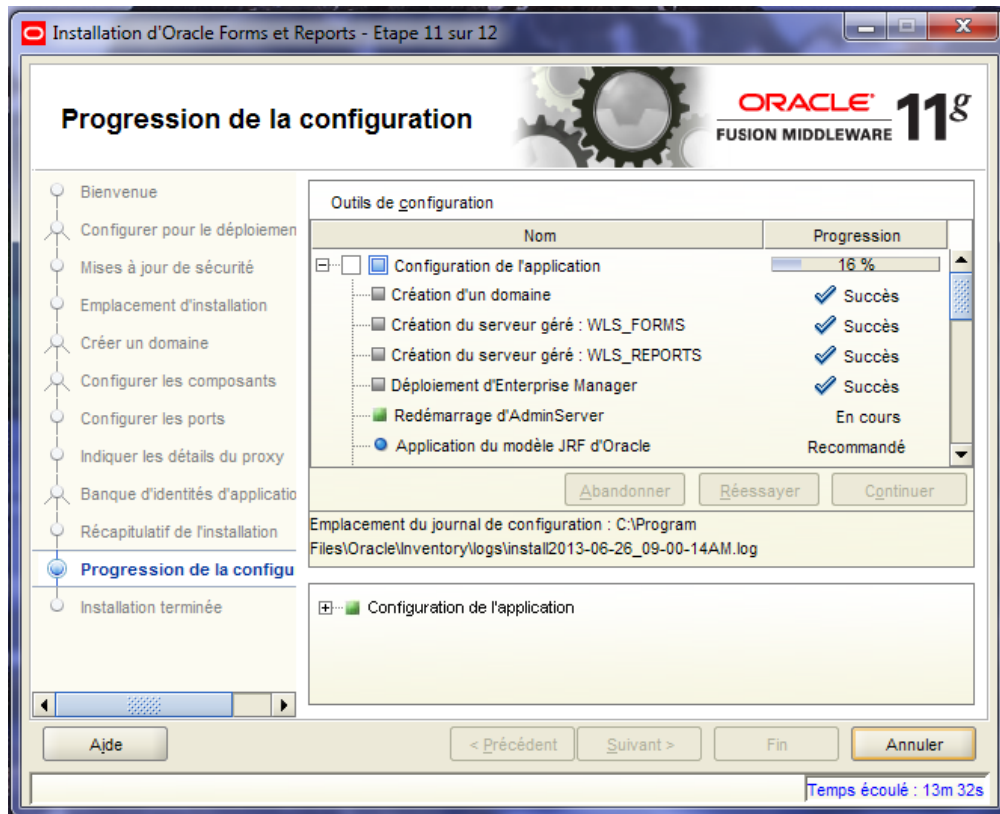 Installation d'Oracle Forms et Reports - Etape 11 sur 12
Progression de la configuration
ORACLE
FUSION MIDDLEWARE 11g
Bienvenue
Configurer pour le déploiemen
Mises à jour de sécurité
Emplacement d'installation
Créer un domaine
Configurer les composants
Configurer les ports
Indiquer les détails du proxy
Banque d'identités d'applicatio
Récapitulatif de l'installation
Progression de la configu
Installation terminée
Outils de configuration
Nom Progression
Configuration de l'application 16 %
Création d'un domaine Succès
Création du serveur géré : WLS_FORMS Succès
Création du serveur géré : WLS_REPORTS Succès
Déploiement d'Enterprise Manager Succès
Redémarrage d'AdminServer En cours
Application du modèle JRF d'Oracle Recommandé
Abandonner Réessayer Continuer
Emplacement du journal de configuration : C:\Program
Files\Oracle\Inventory\logs\install2013-06-26_09-00-14AM.log
Configuration de l'application
Aide < Précédent Suivant > Fin Annuler
Temps écoulé : 13m 32s